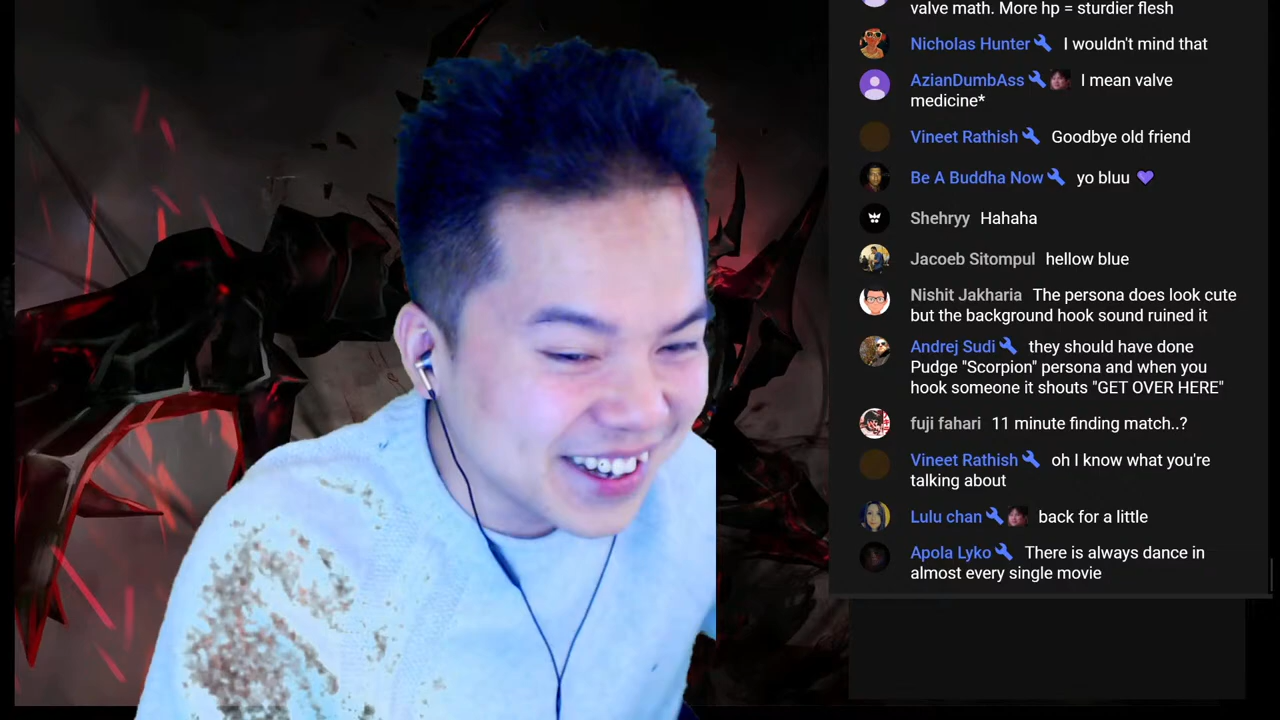 valve math. More hp = sturdier flesh
Nicholas Hunter I wouldn't mind that
AzianDumbAss I mean valve
medicine*
Vineet Rathish Goodbye old friend
Be A Buddha Now yo bluu 💜
Shehryy Hahaha
Jacoeb Sitompul hellow blue
Nishit Jakharia The persona does look cute
but the background hook sound ruined it
Andrej Sudi they should have done
Pudge "Scorpion" persona and when you
hook someone it shouts "GET OVER HERE"
fuji fahari 11 minute finding match..?
Vineet Rathish oh I know what you're
talking about
Lulu chan back for a little
Apola Lyko There is always dance in
almost every single movie